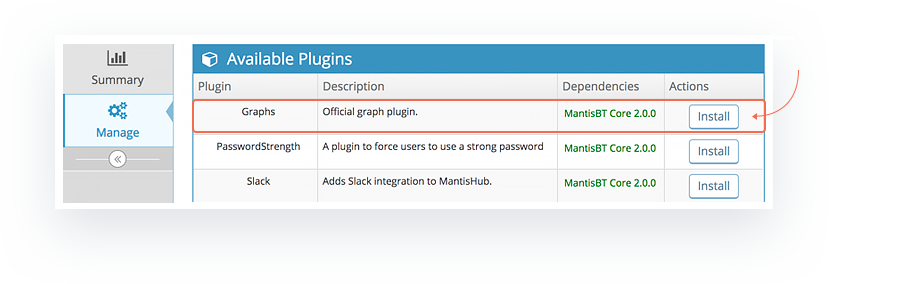 Summary
Manage
Available Plugins
Plugin Description Dependencies Actions
Graphs Official graph plugin. MantisBT Core 2.0.0 Install
PasswordStrength A plugin to force users to use a strong password MantisBT Core 2.0.0 Install
Slack Adds Slack integration to MantisHub. MantisBT Core 2.0.0 Install